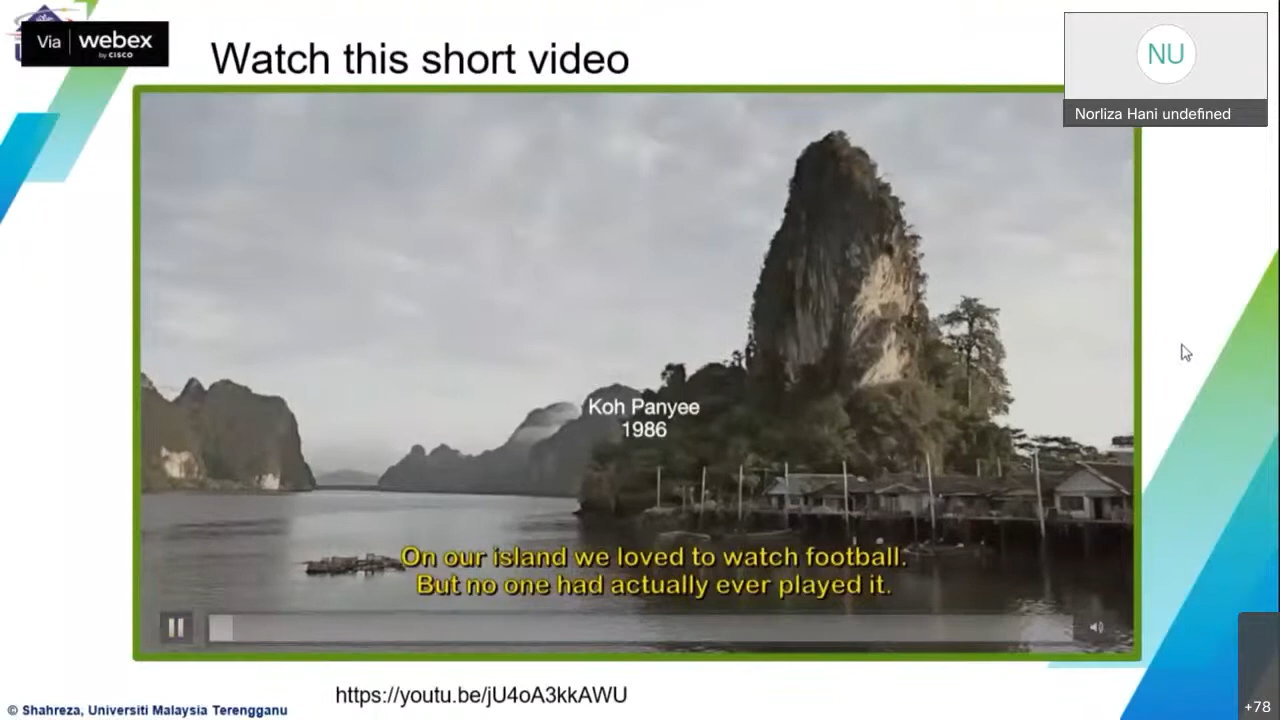 Via webex
by CISCO
Watch this short video
NU
Norliza Hani undefined
Koh Panyee
1986
On our island we loved to watch football.
But no one had actually ever played it.
https://youtu.be/jU4oA3kkAWU
© Shahreza, Universiti Malaysia Terengganu
+78